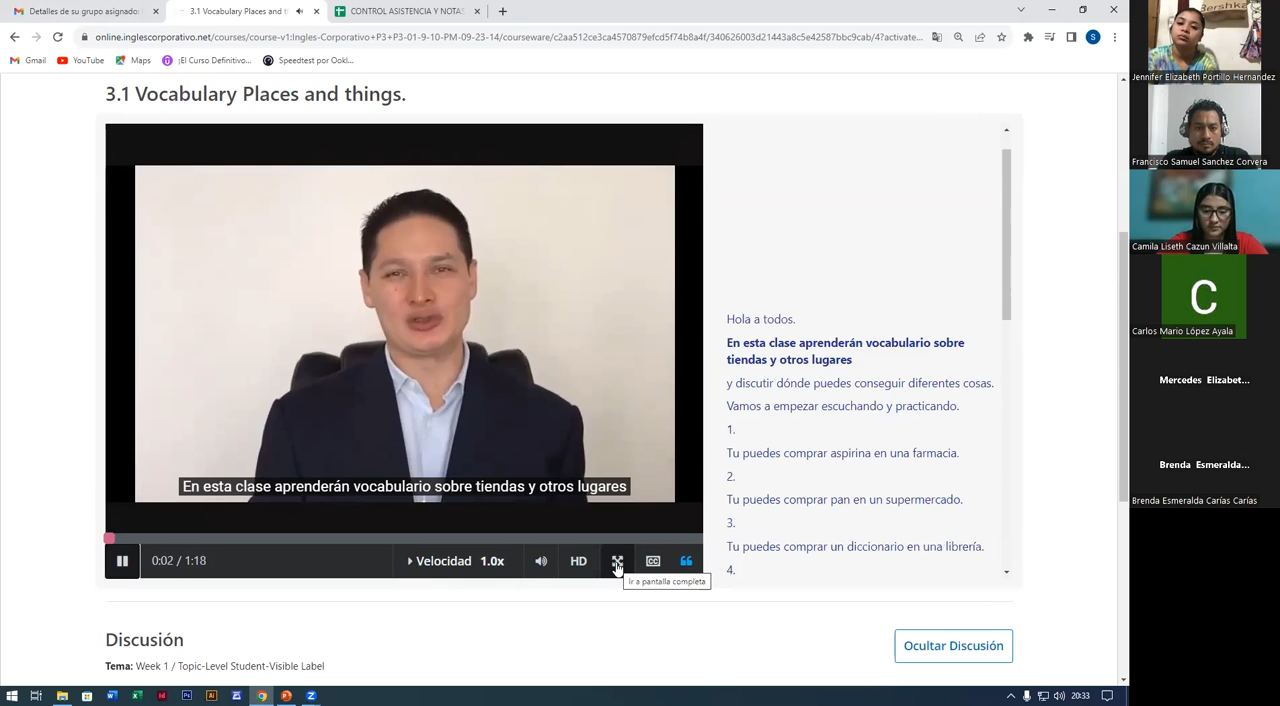 Detalles de su grupo asignado:
3.1 Vocabulary Places and t
CONTROL ASISTENCIA Y NOTAS
online.inglescorporativo.net/courses/course-v1:Ingles-Corporativo+P3+P3-01-9-10-PM-09-23-14/courseware/c2aa512ce3ca4570879efcd5f74b8a4f/340626003d21443a8c5e42587bbc9cab/4?activate...
S
Gmail
YouTube
Maps
¡El Curso Definitivo...
Speedtest por Ookl...
3.1 Vocabulary Places and things.
En esta clase aprenderán vocabulario sobre tiendas y otros lugares
0:02 / 1:18
Velocidad 1.0x
HD
CC
Ir a pantalla completa
Hola a todos.
En esta clase aprenderán vocabulario sobre
tiendas y otros lugares
y discutir dónde puedes conseguir diferentes cosas.
Vamos a empezar escuchando y practicando.
1.
Tu puedes comprar aspirina en una farmacia.
2.
Tu puedes comprar pan en un supermercado.
3.
Tu puedes comprar un diccionario en una librería.
4.
Discusión
Ocultar Discusión
Tema: Week 1 / Topic-Level Student-Visible Label
20:33
Bershka
Jennifer Elizabeth Portillo Hernandez
Francisco Samuel Sanchez Corvera
Camila Liseth Cazun Villalta
C
Carlos Mario López Ayala
Mercedes Elizabet...
Brenda Esmeralda...
Brenda Esmeralda Carías Carías